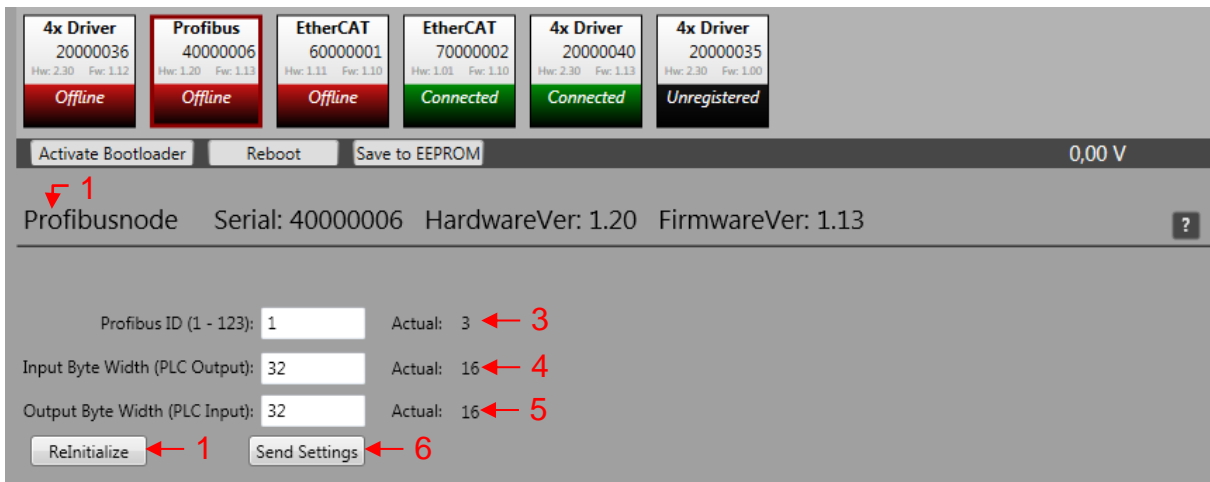 4x Driver Profibus EtherCAT EtherCAT 4x Driver 4x Driver
20000036 40000006 60000001 70000002 20000040 20000035
Hw: 2.30 Fw: 1.12 Hw: 1.20 Fw: 1.13 Hw: 1.11 Fw: 1.10 Hw: 1.01 Fw: 1.10 Hw: 2.30 Fw: 1.13 Hw: 2.30 Fw: 1.00
Offline Offline Offline Connected Connected Unregistered
Activate Bootloader Reboot Save to EEPROM 0,00 V
1
Profibusnode Serial: 40000006 HardwareVer: 1.20 FirmwareVer: 1.13 ?
Profibus ID (1 - 123): 1 Actual: 3 3
Input Byte Width (PLC Output): 32 Actual: 16 4
Output Byte Width (PLC Input): 32 Actual: 16 5
ReInitialize 1 Send Settings 6